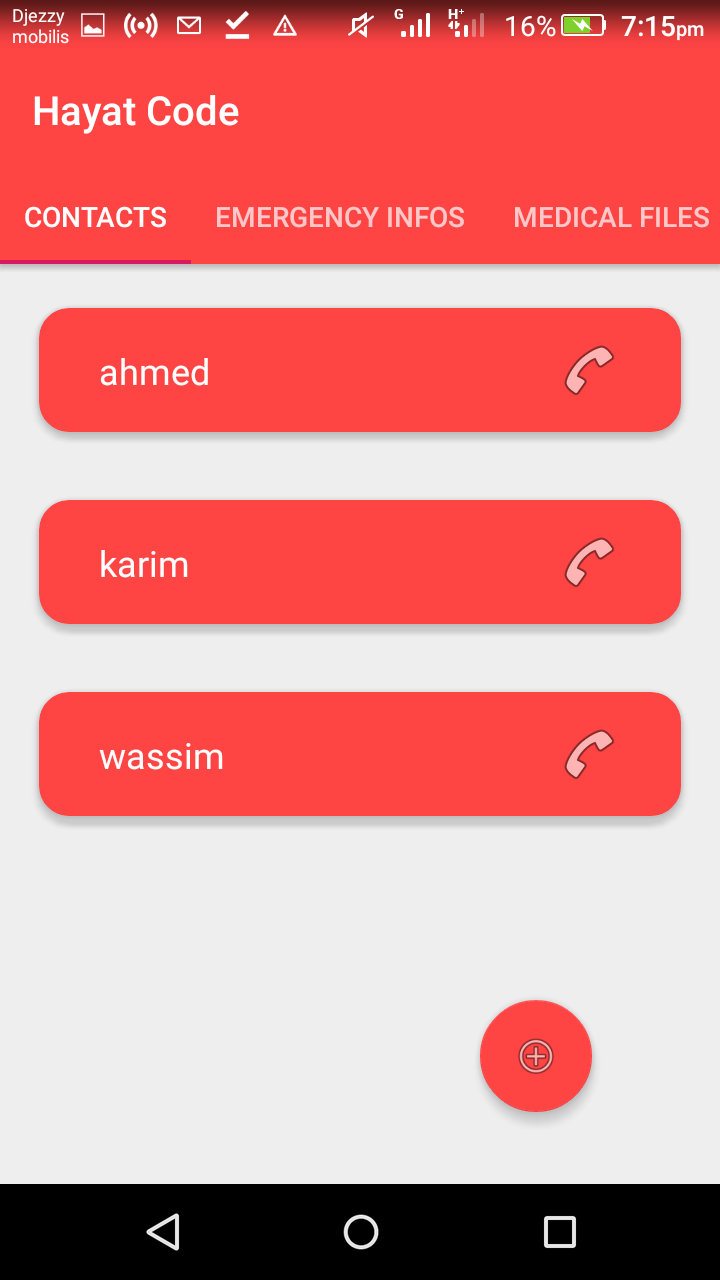 Djezzy
mobilis
G H+ 16% 7:15pm
Hayat Code
CONTACTS EMERGENCY INFOS MEDICAL FILES
ahmed
karim
wassim